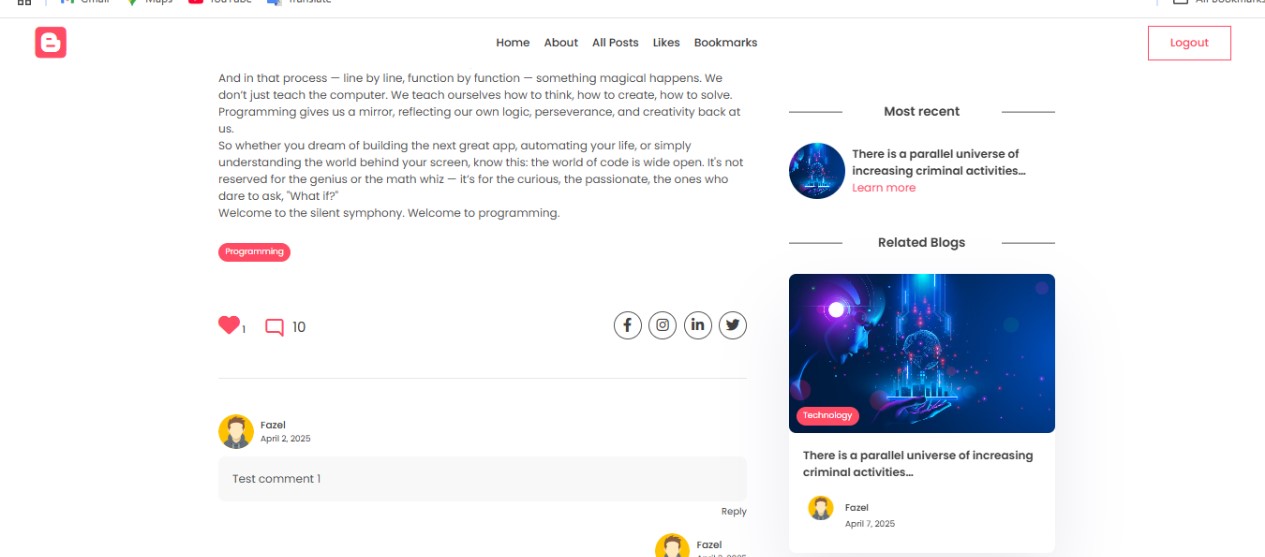 Gmail
Maps
YouTube
Translate
All Bookmarks
Home About All Posts Likes Bookmarks
Logout
And in that process — line by line, function by function — something magical happens. We
don't just teach the computer. We teach ourselves how to think, how to create, how to solve.
Programming gives us a mirror, reflecting our own logic, perseverance, and creativity back at
us.
So whether you dream of building the next great app, automating your life, or simply
understanding the world behind your screen, know this: the world of code is wide open. It's not
reserved for the genius or the math whiz — it's for the curious, the passionate, the ones who
dare to ask, "What if?"
Welcome to the silent symphony. Welcome to programming.
Programming
1
10
Fazel
April 2, 2025
Test comment 1
Reply
Fazel
Most recent
There is a parallel universe of
increasing criminal activities...
Learn more
Related Blogs
Technology
There is a parallel universe of increasing
criminal activities...
Fazel
April 7, 2025